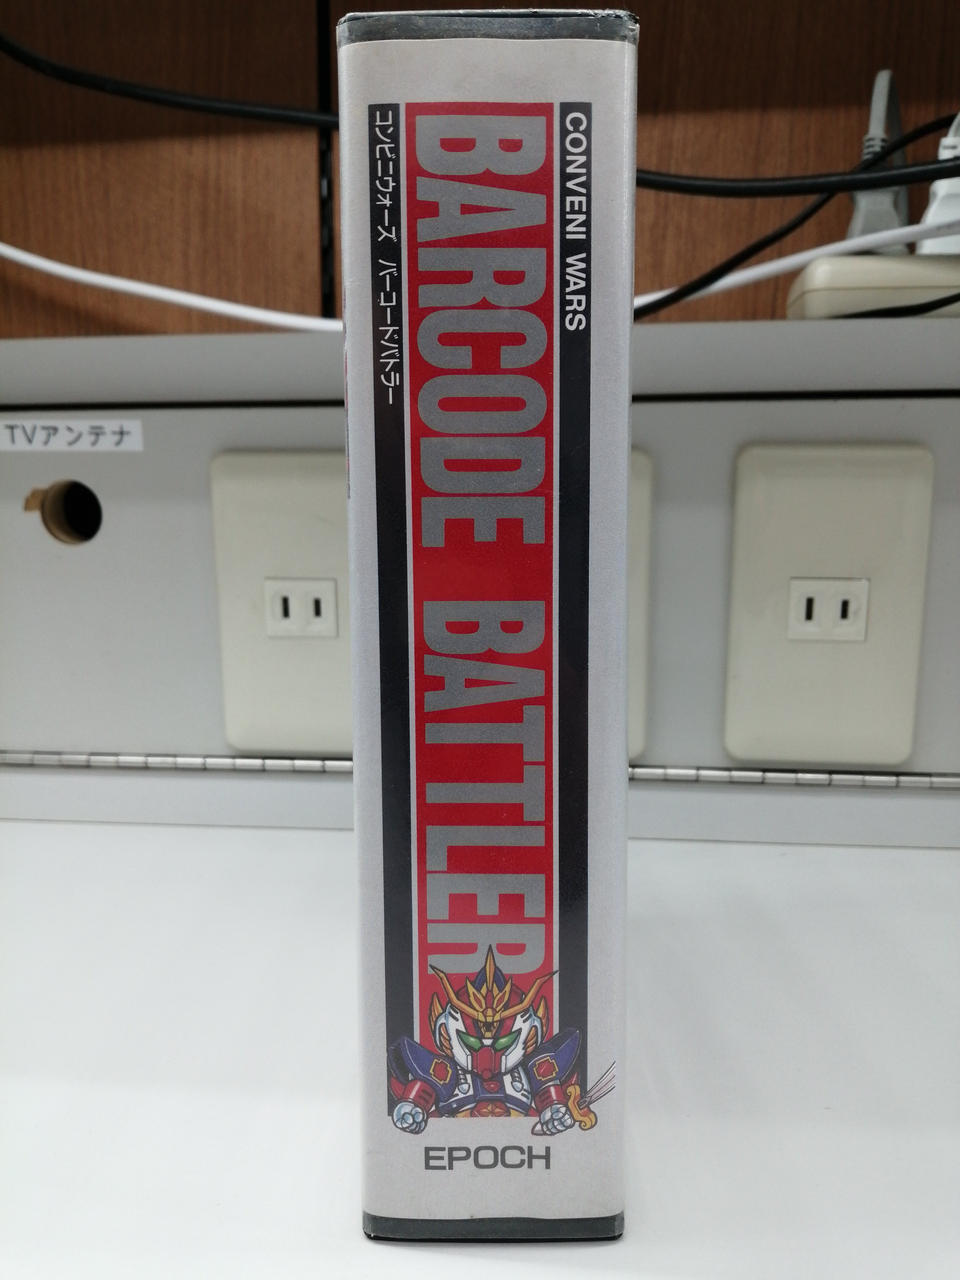 CONVENI WARS
BARCODE BATTLER
コンビニウォーズ バーコードバトラー
EPOCH
TVアンテナ